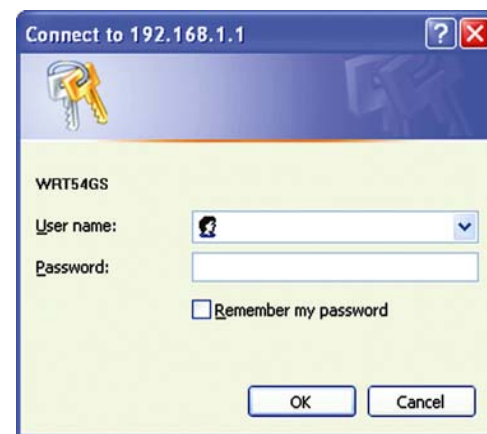 Connect to 192.168.1.1
?
WRT54GS
User name:
Password:
Remember my password
OK
Cancel